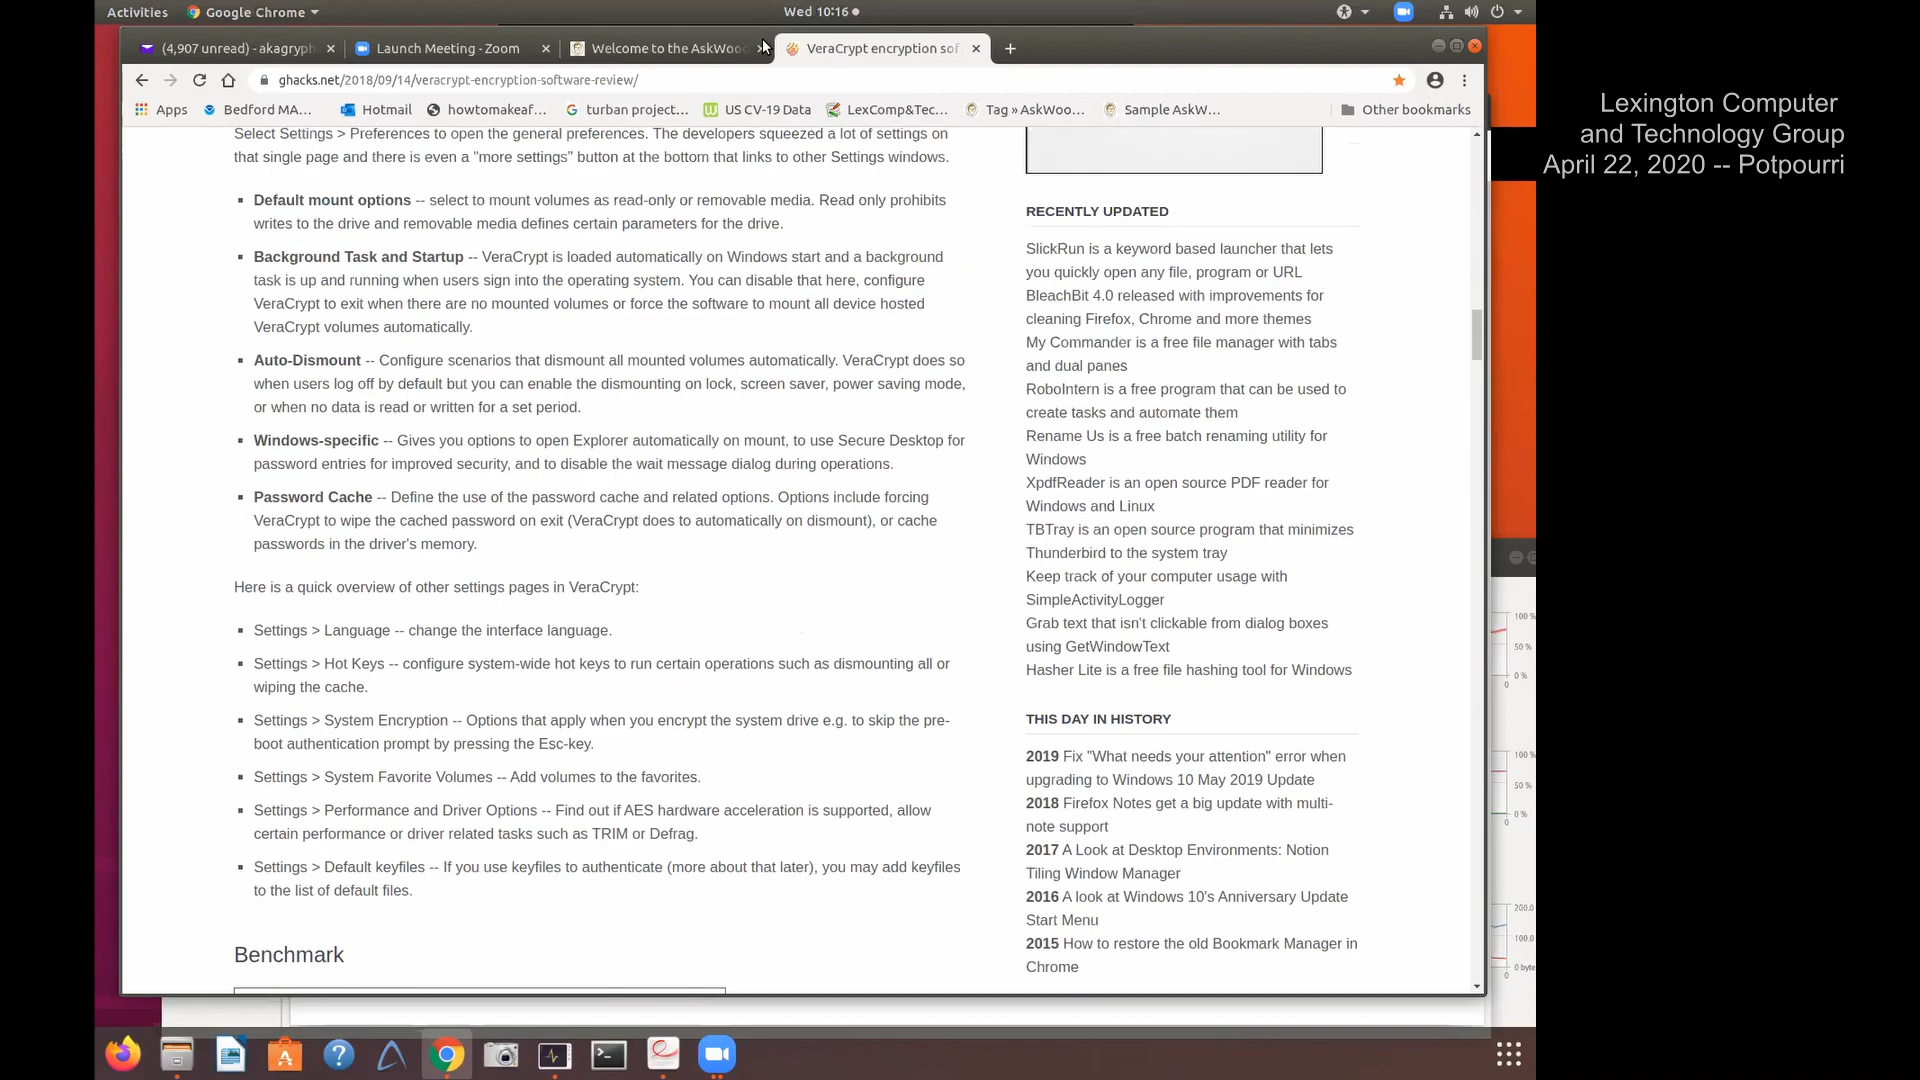 Activities
Google Chrome
Wed 10:16
(4,907 unread) - akagryph
Launch Meeting - Zoom
Welcome to the AskWoo
VeraCrypt encryption sof
ghacks.net/2018/09/14/veracrypt-encryption-software-review/
Apps
Bedford MA...
Hotmail
howtomakeaf...
turban project...
US CV-19 Data
LexComp&Tec...
Tag » AskWoo...
Sample AskW...
Other bookmarks
Lexington Computer
and Technology Group
April 22, 2020 -- Potpourri
Select Settings > Preferences to open the general preferences. The developers squeezed a lot of settings on
that single page and there is even a "more settings" button at the bottom that links to other Settings windows.
Default mount options -- select to mount volumes as read-only or removable media. Read only prohibits
writes to the drive and removable media defines certain parameters for the drive.
Background Task and Startup -- VeraCrypt is loaded automatically on Windows start and a background
task is up and running when users sign into the operating system. You can disable that here, configure
VeraCrypt to exit when there are no mounted volumes or force the software to mount all device hosted
VeraCrypt volumes automatically.
Auto-Dismount -- Configure scenarios that dismount all mounted volumes automatically. VeraCrypt does so
when users log off by default but you can enable the dismounting on lock, screen saver, power saving mode,
or when no data is read or written for a set period.
Windows-specific -- Gives you options to open Explorer automatically on mount, to use Secure Desktop for
password entries for improved security, and to disable the wait message dialog during operations.
Password Cache -- Define the use of the password cache and related options. Options include forcing
VeraCrypt to wipe the cached password on exit (VeraCrypt does to automatically on dismount), or cache
passwords in the driver's memory.
Here is a quick overview of other settings pages in VeraCrypt:
Settings > Language -- change the interface language.
Settings > Hot Keys -- configure system-wide hot keys to run certain operations such as dismounting all or
wiping the cache.
Settings > System Encryption -- Options that apply when you encrypt the system drive e.g. to skip the pre-
boot authentication prompt by pressing the Esc-key.
Settings > System Favorite Volumes -- Add volumes to the favorites.
Settings > Performance and Driver Options -- Find out if AES hardware acceleration is supported, allow
certain performance or driver related tasks such as TRIM or Defrag.
Settings > Default keyfiles -- If you use keyfiles to authenticate (more about that later), you may add keyfiles
to the list of default files.
Benchmark
RECENTLY UPDATED
SlickRun is a keyword based launcher that lets
you quickly open any file, program or URL
BleachBit 4.0 released with improvements for
cleaning Firefox, Chrome and more themes
My Commander is a free file manager with tabs
and dual panes
RoboIntern is a free program that can be used to
create tasks and automate them
Rename Us is a free batch renaming utility for
Windows
XpdfReader is an open source PDF reader for
Windows and Linux
TBTray is an open source program that minimizes
Thunderbird to the system tray
Keep track of your computer usage with
SimpleActivityLogger
Grab text that isn't clickable from dialog boxes
using GetWindowText
Hasher Lite is a free file hashing tool for Windows
THIS DAY IN HISTORY
2019 Fix "What needs your attention" error when
upgrading to Windows 10 May 2019 Update
2018 Firefox Notes get a big update with multi-
note support
2017 A Look at Desktop Environments: Notion
Tiling Window Manager
2016 A look at Windows 10's Anniversary Update
Start Menu
2015 How to restore the old Bookmark Manager in
Chrome
100 %
50 %
0 %
0
100 %
50 %
0 %
0
200.0
100.0
0 byte
0